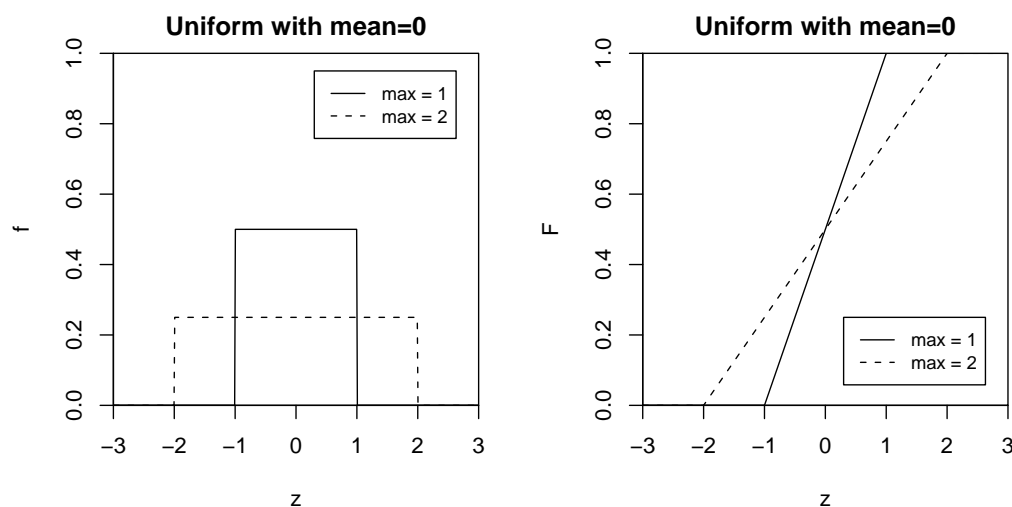 Uniform with mean=0
f
1.0
0.8
0.6
0.4
0.2
0.0
max = 1
max = 2
−3 −2 −1 0 1 2 3
z
Uniform with mean=0
F
1.0
0.8
0.6
0.4
0.2
0.0
max = 1
max = 2
−3 −2 −1 0 1 2 3
z